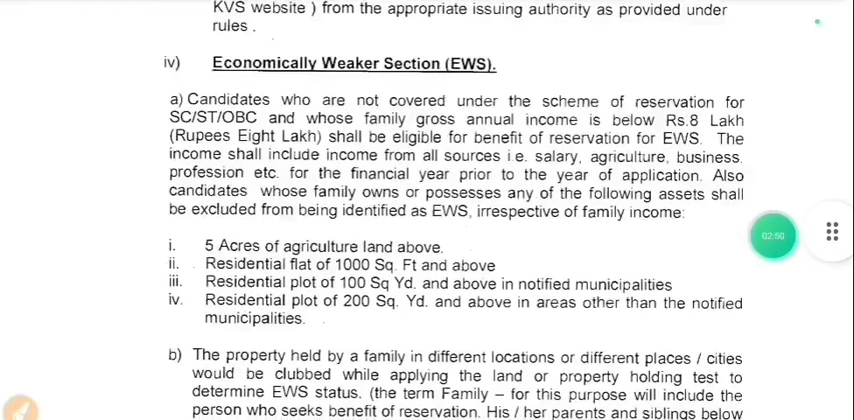 KVS website ) from the appropriate issuing authority as provided under
rules .
iv) Economically Weaker Section (EWS).
a) Candidates who are not covered under the scheme of reservation for
SC/ST/OBC and whose family gross annual income is below Rs.8 Lakh
(Rupees Eight Lakh) shall be eligible for benefit of reservation for EWS. The
income shall include income from all sources i.e. salary, agriculture, business.
profession etc. for the financial year prior to the year of application. Also
candidates whose family owns or possesses any of the following assets shall
be excluded from being identified as EWS, irrespective of family income:
02:50
i. 5 Acres of agriculture land above.
ii. Residential flat of 1000 Sq. Ft and above
iii. Residential plot of 100 Sq Yd. and above in notified municipalities
iv. Residential plot of 200 Sq. Yd. and above in areas other than the notified
municipalities.
b) The property held by a family in different locations or different places / cities
would be clubbed while applying the land or property holding test to
determine EWS status. (the term Family – for this purpose will include the
person who seeks benefit of reservation. His / her parents and siblings below